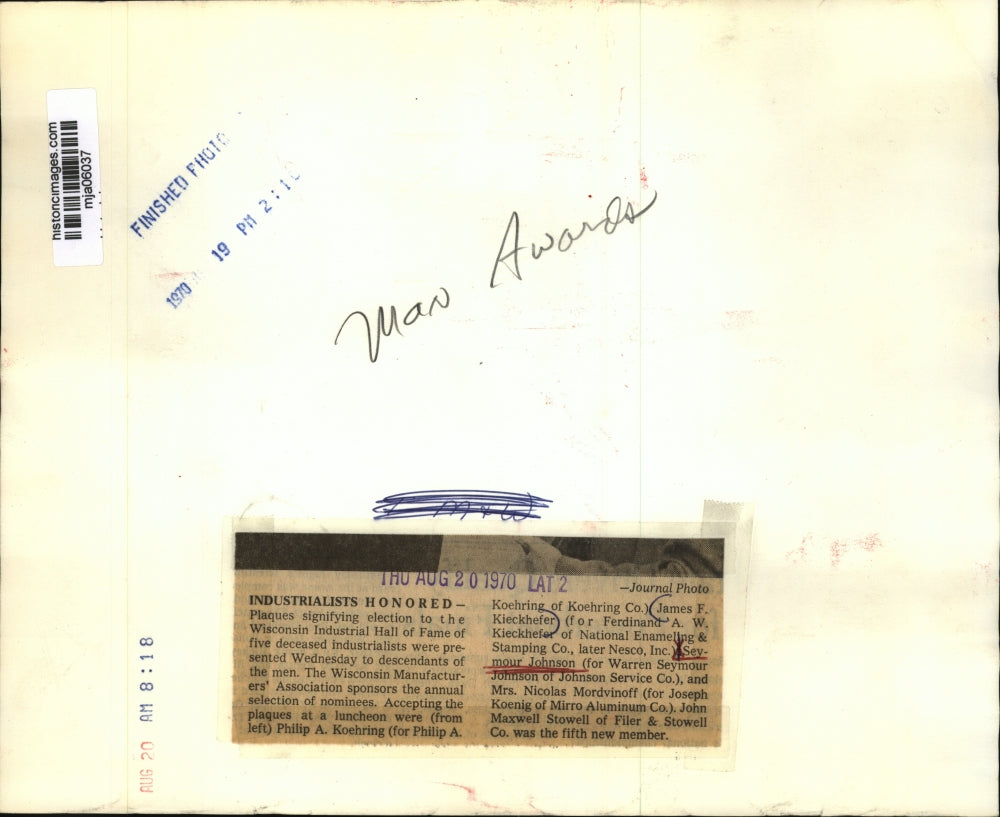 historicimages.com
mja06037
FINISHED PHOTO
1970 19 PM 2:1
Man Awards
THU AUG 20 1970 LAT 2
—Journal Photo
INDUSTRIALISTS HONORED—
Plaques signifying election to the
Wisconsin Industrial Hall of Fame of
five deceased industrialists were pre-
sented Wednesday to descendants of
the men. The Wisconsin Manufactur-
ers' Association sponsors the annual
selection of nominees. Accepting the
plaques at a luncheon were (from
left) Philip A. Koehring (for Philip A.
Koehring of Koehring Co.) James F.
Kieckhefer (for Ferdinand A. W.
Kieckhefer of National Enameling &
Stamping Co., later Nesco, Inc.) Sey-
mour Johnson (for Warren Seymour
Johnson of Johnson Service Co.), and
Mrs. Nicolas Mordvinoff (for Joseph
Koenig of Mirro Aluminum Co.). John
Maxwell Stowell of Filer & Stowell
Co. was the fifth new member.
AUG 20 AM 8:18